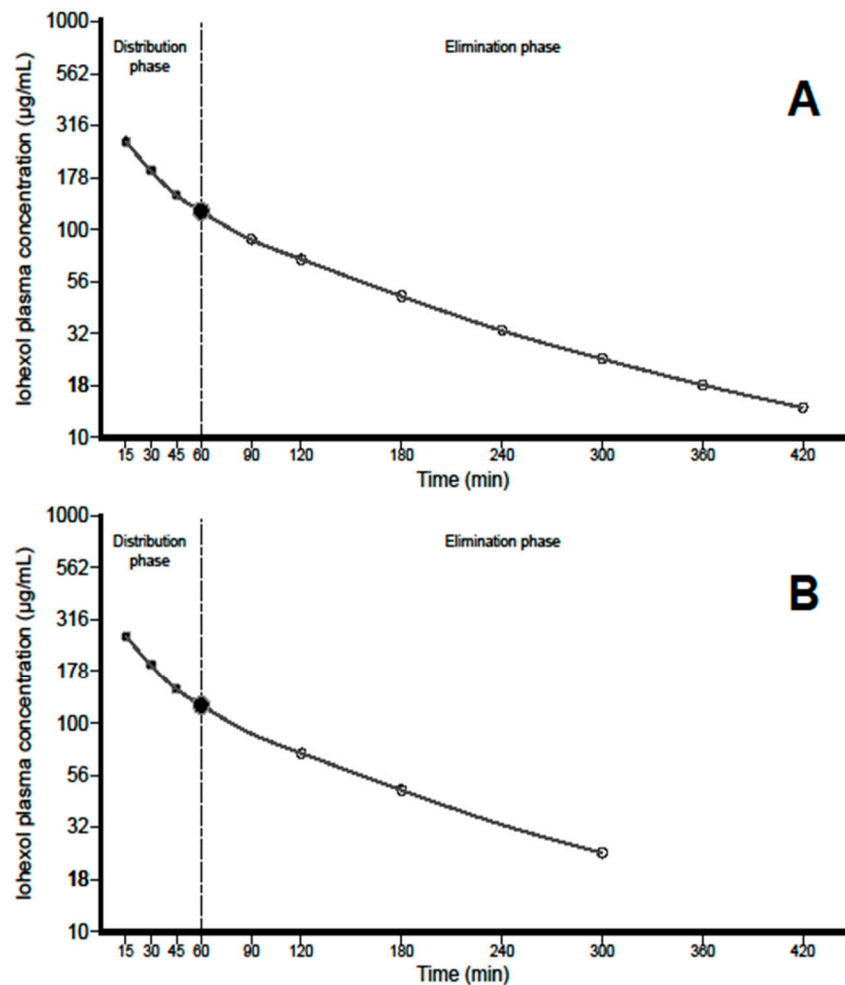 1000
Distribution
phase
Elimination phase
A
562
316
178
100
56
32
18
10
Iohexol plasma concentration (µg/mL)
15 30 45 60 90 120 180 240 300 360 420
Time (min)
1000
Distribution
phase
Elimination phase
B
562
316
178
100
56
32
18
10
Iohexol plasma concentration (µg/mL)
15 30 45 60 90 120 180 240 300 360 420
Time (min)